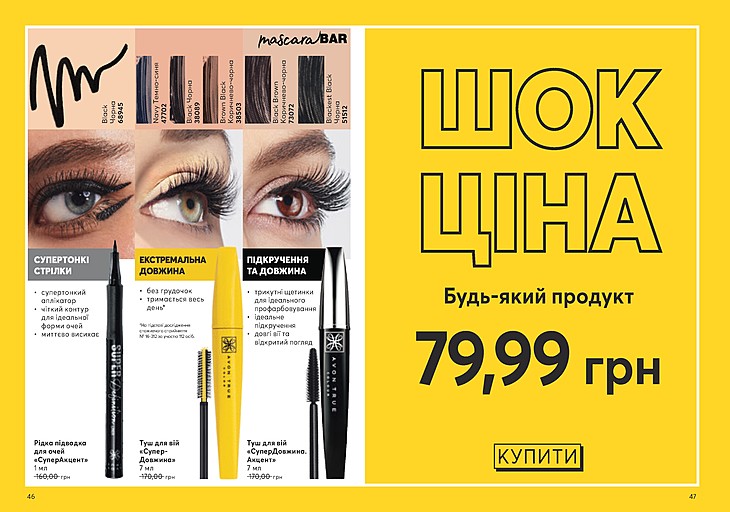 mascara BAR
Black
Чорна
68945
Navy Темно-синя
47702
Black Чорна
38089
Brown Black
Коричнево-чорна
38503
Black Brown
Коричнево-чорна
73072
Blackest Black
Чорна
51512
СУПЕРТОНКІ
СТРІЛКИ
• супертонкий
аплікатор
• чіткий контур
для ідеальної
форми очей
• миттєво висихає
SUPER
Рідка підводка
для очей
«СуперАкцент»
1 мл
160,00 грн
ЕКСТРЕМАЛЬНА
ДОВЖИНА
• без грудочок
• тримається весь
день*
AVON TRUE
Туш для вій
«Супер-
Довжина»
7 мл
170,00 грн
ПІДКРУЧЕННЯ
ТА ДОВЖИНА
• трикутні щетинки
для ідеального
профарбовування
• ідеальне
підкручення
• довгі вії та
відкритий погляд
AVON TRUE
Туш для вій
«СуперДовжина.
Акцент»
7 мл
170,00 грн
46
ШОК
ЦІНА
Будь-який продукт
79,99 грн
КУПИТИ
47